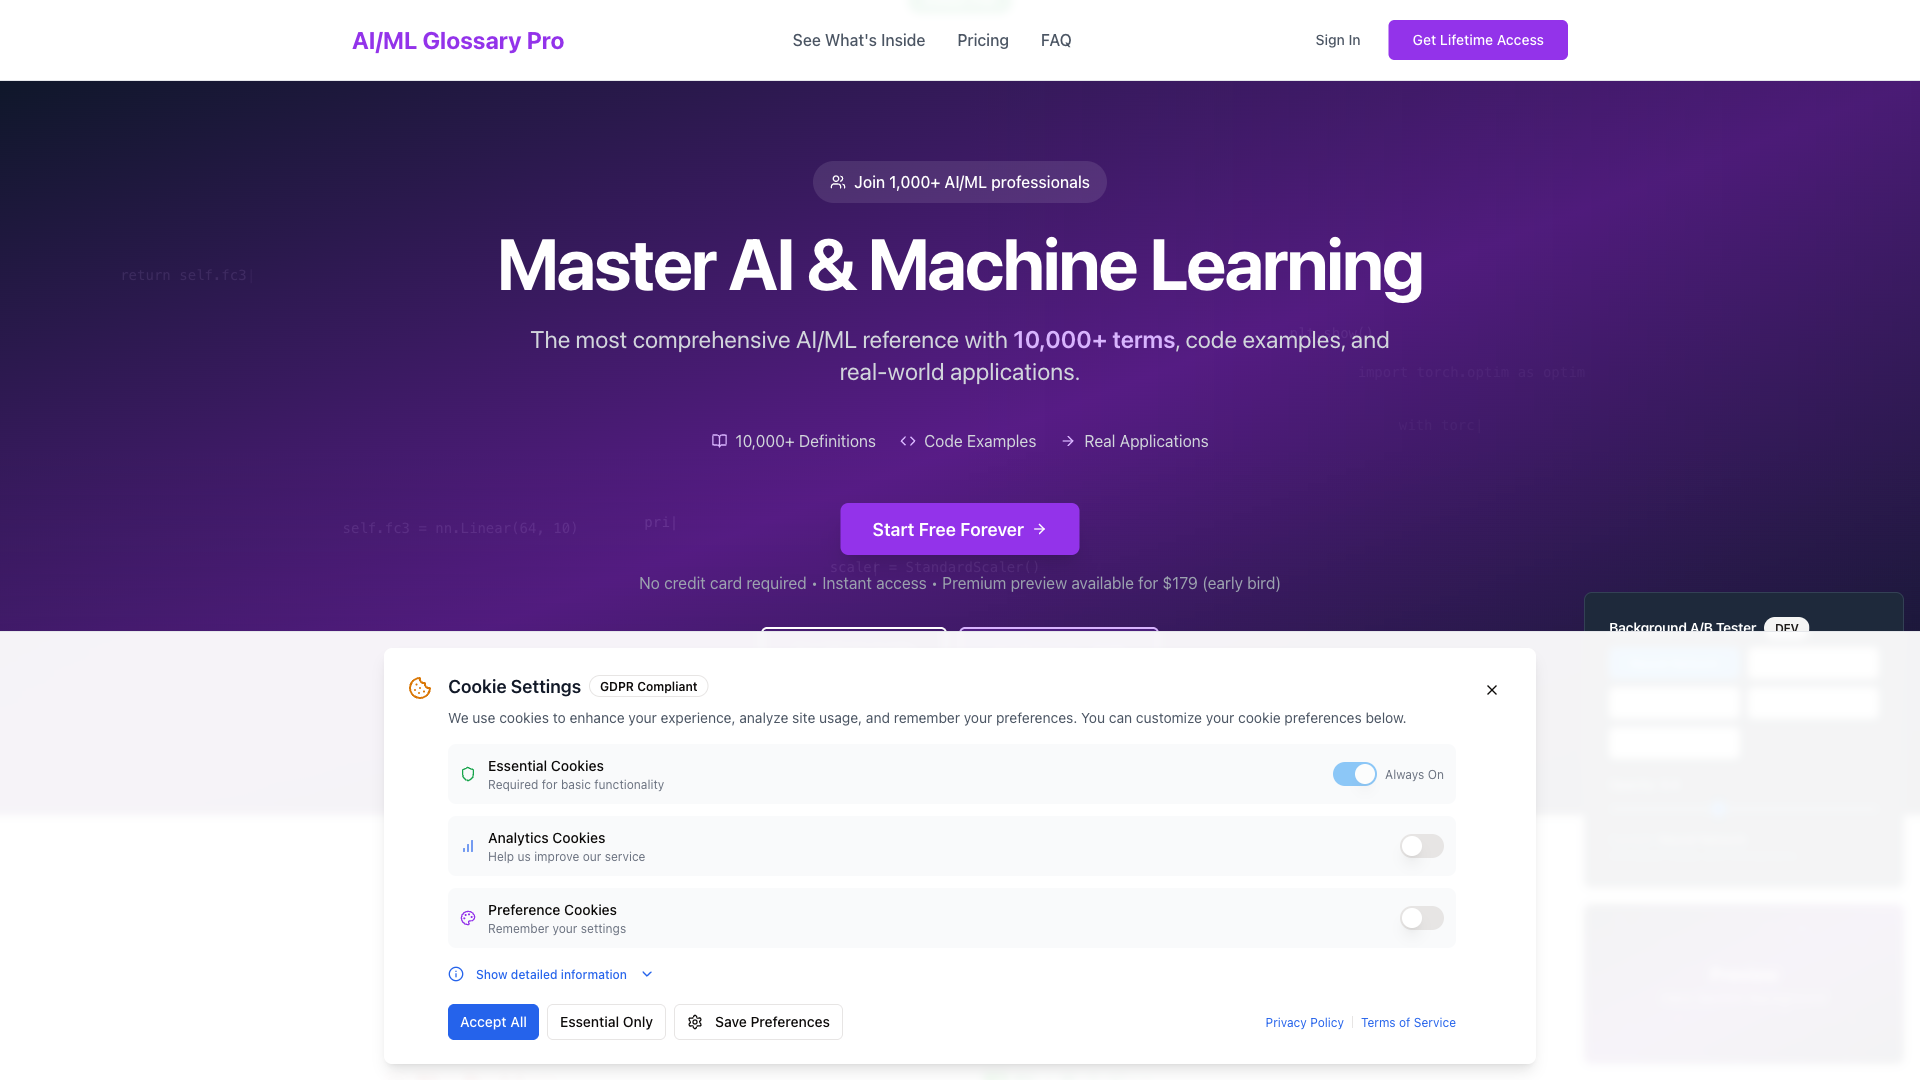 AI/ML Glossary Pro
See What's Inside
Pricing
FAQ
Sign In
Get Lifetime Access
Join 1,000+ AI/ML professionals
Master AI & Machine Learning
return self.fc3|
The most comprehensive AI/ML reference with 10,000+ terms, code examples, and
real-world applications.
import torch.optim as optim
with torc|
10,000+ Definitions
Code Examples
Real Applications
self.fc3 = nn.Linear(64, 10)
pri|
Start Free Forever
scaler = StandardScaler()
No credit card required • Instant access • Premium preview available for $179 (early bird)
Background A/B Tester
DEV
Cookie Settings
GDPR Compliant
We use cookies to enhance your experience, analyze site usage, and remember your preferences. You can customize your cookie preferences below.
Essential Cookies
Required for basic functionality
Always On
Analytics Cookies
Help us improve our service
Preference Cookies
Remember your settings
Show detailed information
Accept All
Essential Only
Save Preferences
Privacy Policy
Terms of Service